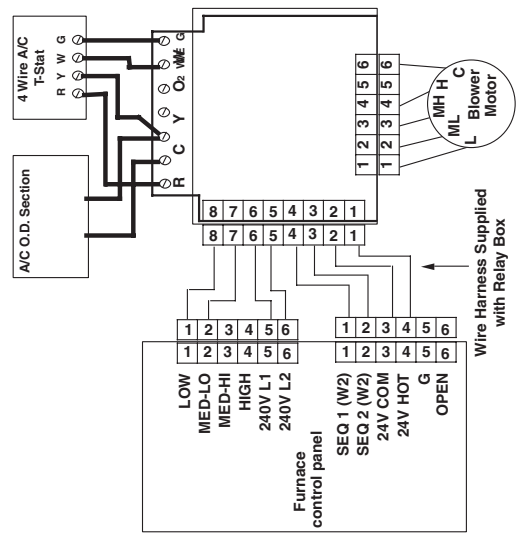 4 Wire A/C
T-Stat
R Y W G
A/C O.D. Section
G
O2
Y
C
R
6 5 4 3 2 1
6 5 4 3 2 1
C
H
MH
ML
L
Blower
Motor
8 7 6 5 4 3 2 1
8 7 6 5 4 3 2 1
Wire Harness Supplied
with Relay Box
1 2 3 4 5 6
1 2 3 4 5 6
LOW
MED-LO
MED-HI
HIGH
240V L1
240V L2
1 2 3 4 5 6
1 2 3 4 5 6
SEQ 1 (W2)
SEQ 2 (W2)
24V COM
24V HOT
G
OPEN
Furnace
control panel